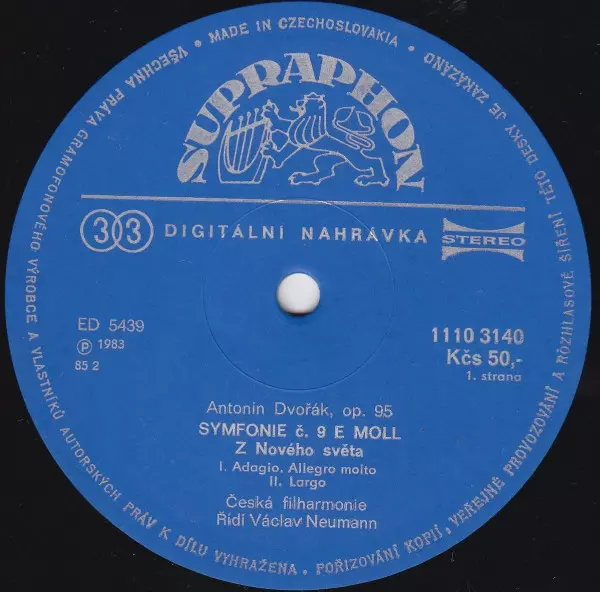 VŠECHNA PRÁVA GRAMOFONOVÉHO VÝROBCE A VLASTNÍKŮ AUTORSKÝCH PRÁV K DÍLU VYHRAŽENA. • POŘIZOVÁNÍ KOPIÍ, VEŘEJNÉ PROVOZOVÁNÍ A ROZHLASOVÉ ŠÍŘENÍ TÉTO DESKY JE ZAKÁZÁNO
• MADE IN CZECHOSLOVAKIA •
SUPRAPHON
33 DIGITÁLNÍ NAHRÁVKA STEREO
ED 5439
℗ 1983
85 2
1110 3140
Kčs 50,-
1. strana
Antonín Dvořák, op. 95
SYMFONIE č. 9 E MOLL
Z Nového světa
I. Adagio. Allegro molto
II. Largo
Česká filharmonie
Řídí Václav Neumann